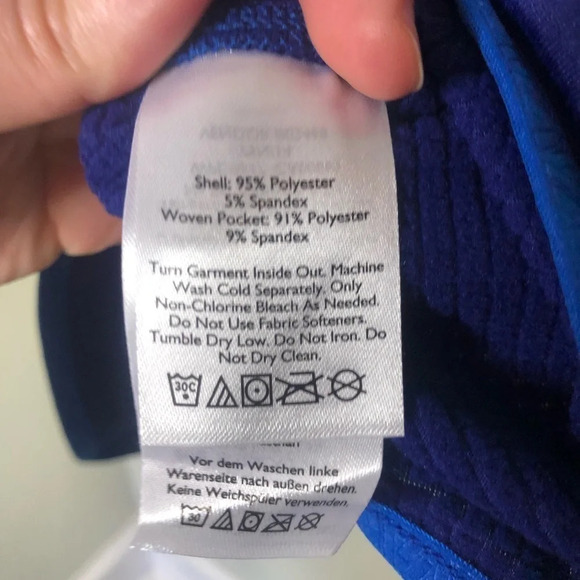 Shell: 95% Polyester
5% Spandex
Woven Pocket: 91% Polyester
9% Spandex
Turn Garment Inside Out. Machine
Wash Cold Separately. Only
Non-Chlorine Bleach As Needed.
Do Not Use Fabric Softeners.
Tumble Dry Low. Do Not Iron. Do
Not Dry Clean.
30C
Vor dem Waschen linke
Warenseite nach außen drehen.
Keine Weichspüler verwenden.
30